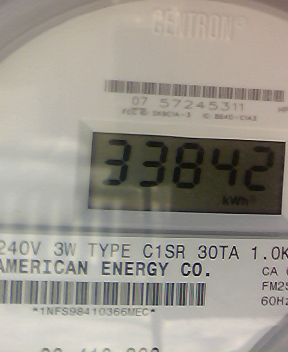 CENTRON®
07 57245311
33842
kWh
240V 3W TYPE C1SR 30TA 1.0K
AMERICAN ENERGY CO.
CA
FM2S
60Hz
*1NFS98410366MEC*